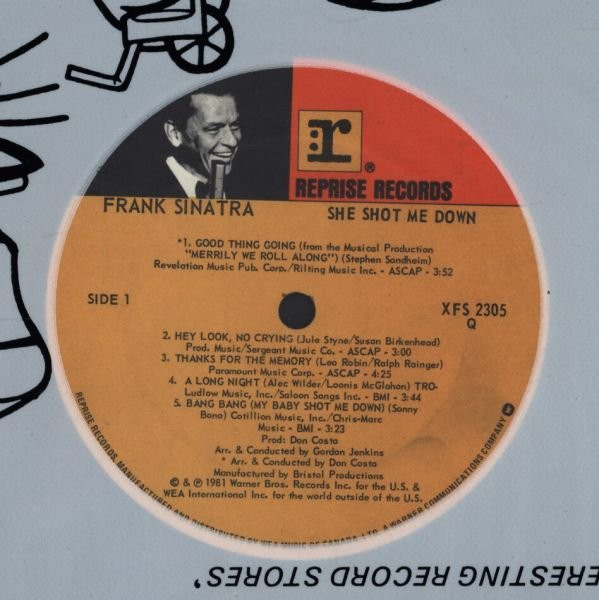 r
®
REPRISE RECORDS
FRANK SINATRA
SHE SHOT ME DOWN
*1. GOOD THING GOING (from the Musical Production
"MERRILY WE ROLL ALONG") (Stephen Sondheim)
Revelation Music Pub. Corp./Rilting Music Inc. - ASCAP - 3:52
SIDE 1
XFS 2305
Q
2. HEY LOOK, NO CRYING (Jule Styne/Susan Birkenhead)
Prod. Music/Sergeant Music Co. - ASCAP - 3:00
3. THANKS FOR THE MEMORY (Leo Robin/Ralph Rainger)
Paramount Music Corp. - ASCAP - 4:25
4. A LONG NIGHT (Alec Wilder/Loonis McGlohon) TRO-
Ludlow Music, Inc./Saloon Songs Inc. - BMI - 3:44
5. BANG BANG (MY BABY SHOT ME DOWN) (Sonny
Bono) Cotillion Music, Inc./Chris-Marc
Music - BMI - 3:23
Prod: Don Costa
Arr. & Conducted by Gordon Jenkins
* Arr. & Conducted by Don Costa
Manufactured by Bristol Productions
© & ℗ 1981 Warner Bros. Records Inc. for the U.S. &
WEA International Inc. for the world outside of the U.S.
REPRISE RECORDS, MANUFACTURED AND DISTRIBUTED BY WEA MUSIC OF CANADA, LTD. A WARNER COMMUNICATIONS COMPANY
ERESTING RECORD STORES'